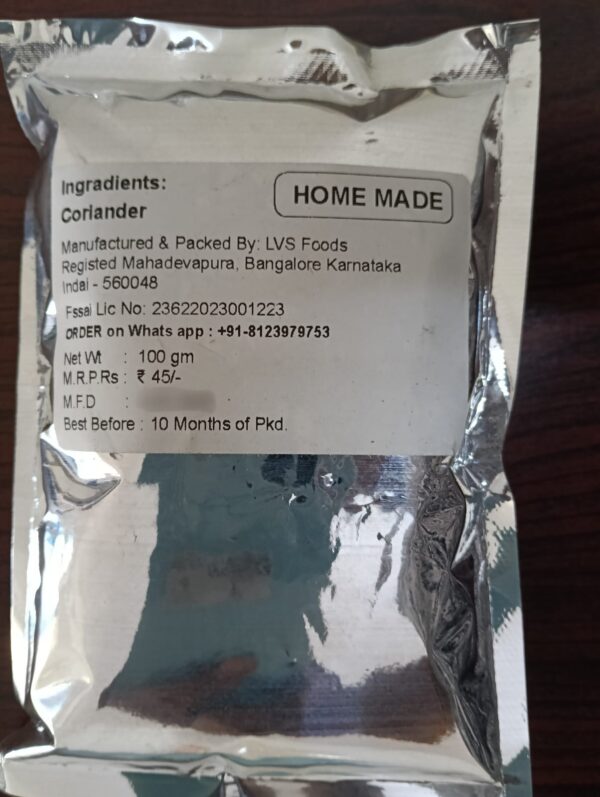 Ingradients:
HOME MADE
Coriander
Manufactured & Packed By: LVS Foods
Registed Mahadevapura, Bangalore Karnataka
Indai - 560048
Fssai Lic No: 23622023001223
ORDER on Whats app : +91-8123979753
Net Wt : 100 gm
M.R.P.Rs : ₹ 45/-
M.F.D :
Best Before : 10 Months of Pkd.